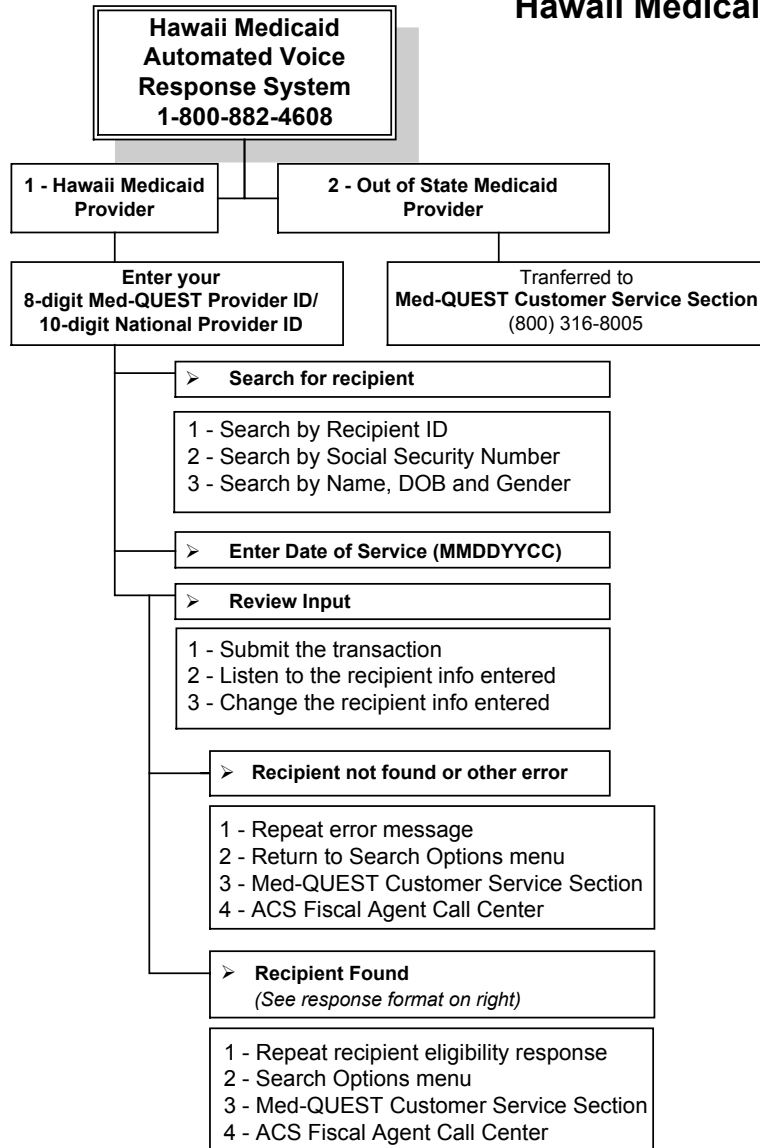 Hawaii Medicaid
Automated Voice
Response System
1-800-882-4608
1 - Hawaii Medicaid
Provider
2 - Out of State Medicaid
Provider
Enter your
8-digit Med-QUEST Provider ID/
10-digit National Provider ID
Tranferred to
Med-QUEST Customer Service Section
(800) 316-8005
➢ Search for recipient
1 - Search by Recipient ID
2 - Search by Social Security Number
3 - Search by Name, DOB and Gender
➢ Enter Date of Service (MMDDYYCC)
➢ Review Input
1 - Submit the transaction
2 - Listen to the recipient info entered
3 - Change the recipient info entered
➢ Recipient not found or other error
1 - Repeat error message
2 - Return to Search Options menu
3 - Med-QUEST Customer Service Section
4 - ACS Fiscal Agent Call Center
➢ Recipient Found
(See response format on right)
1 - Repeat recipient eligibility response
2 - Search Options menu
3 - Med-QUEST Customer Service Section
4 - ACS Fiscal Agent Call Center